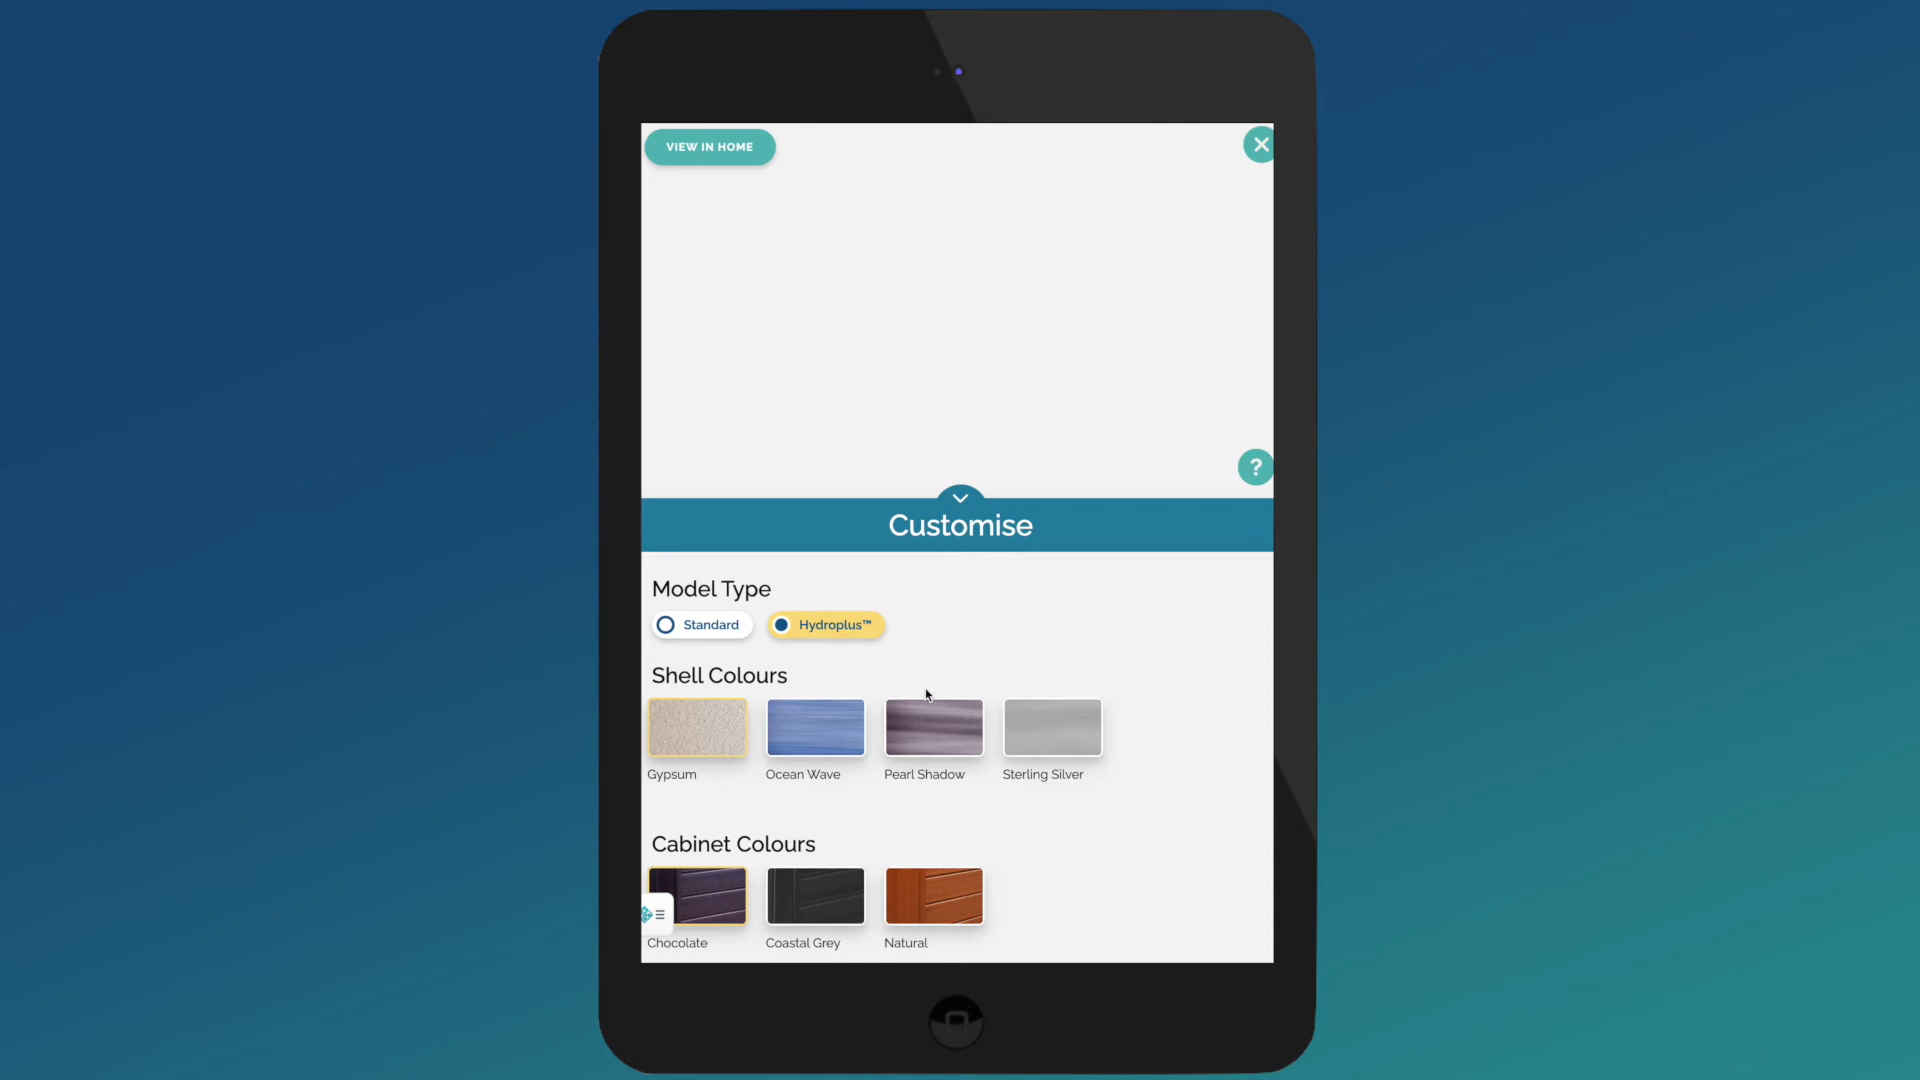 VIEW IN HOME
?
Customise
Model Type
Standard Hydroplus™
Shell Colours
Gypsum Ocean Wave Pearl Shadow Sterling Silver
Cabinet Colours
Chocolate Coastal Grey Natural